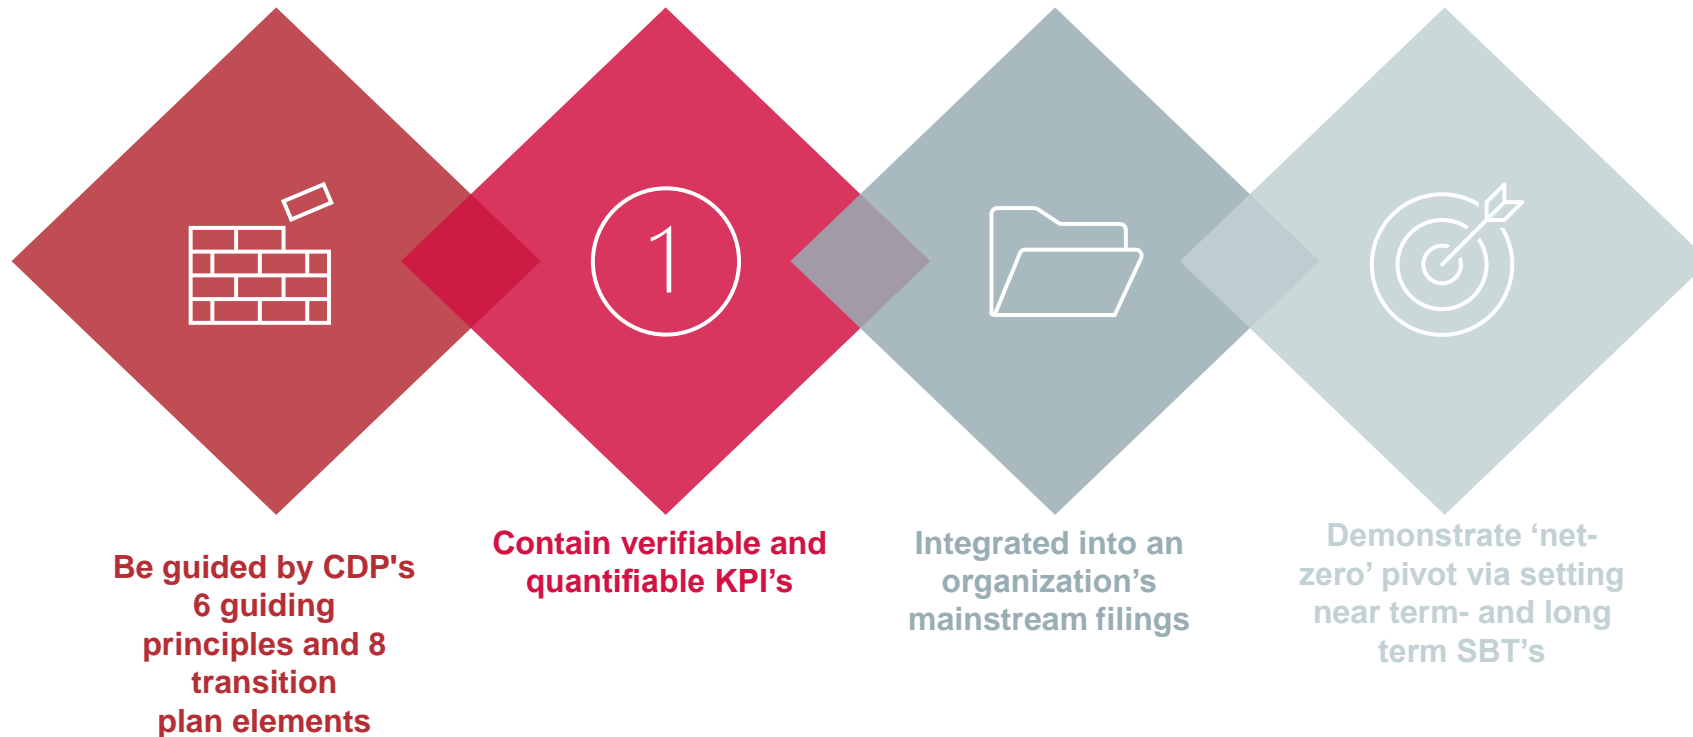 1
Be guided by CDP's
6 guiding
principles and 8
transition
plan elements
Contain verifiable and
quantifiable KPI’s
Integrated into an
organization’s
mainstream filings
Demonstrate ‘net-
zero’ pivot via setting
near term- and long
term SBT’s